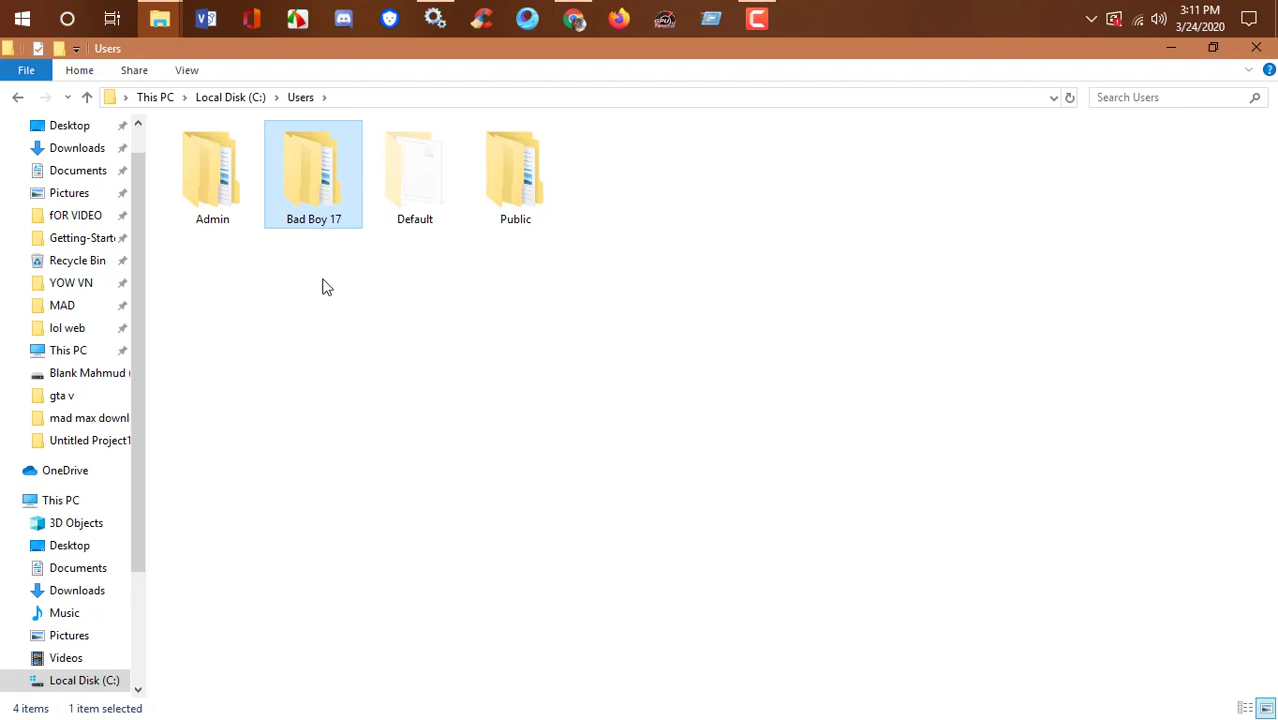 3:11 PM
3/24/2020
Users
File
Home
Share
View
This PC
Local Disk (C:)
Users
Search Users
Desktop
Downloads
Documents
Pictures
fOR VIDEO
Getting-Start
Recycle Bin
YOW VN
MAD
lol web
This PC
Blank Mahmud (
gta v
mad max downl
Untitled Project1
OneDrive
This PC
3D Objects
Desktop
Documents
Downloads
Music
Pictures
Videos
Local Disk (C:)
Admin
Bad Boy 17
Default
Public
4 items
1 item selected